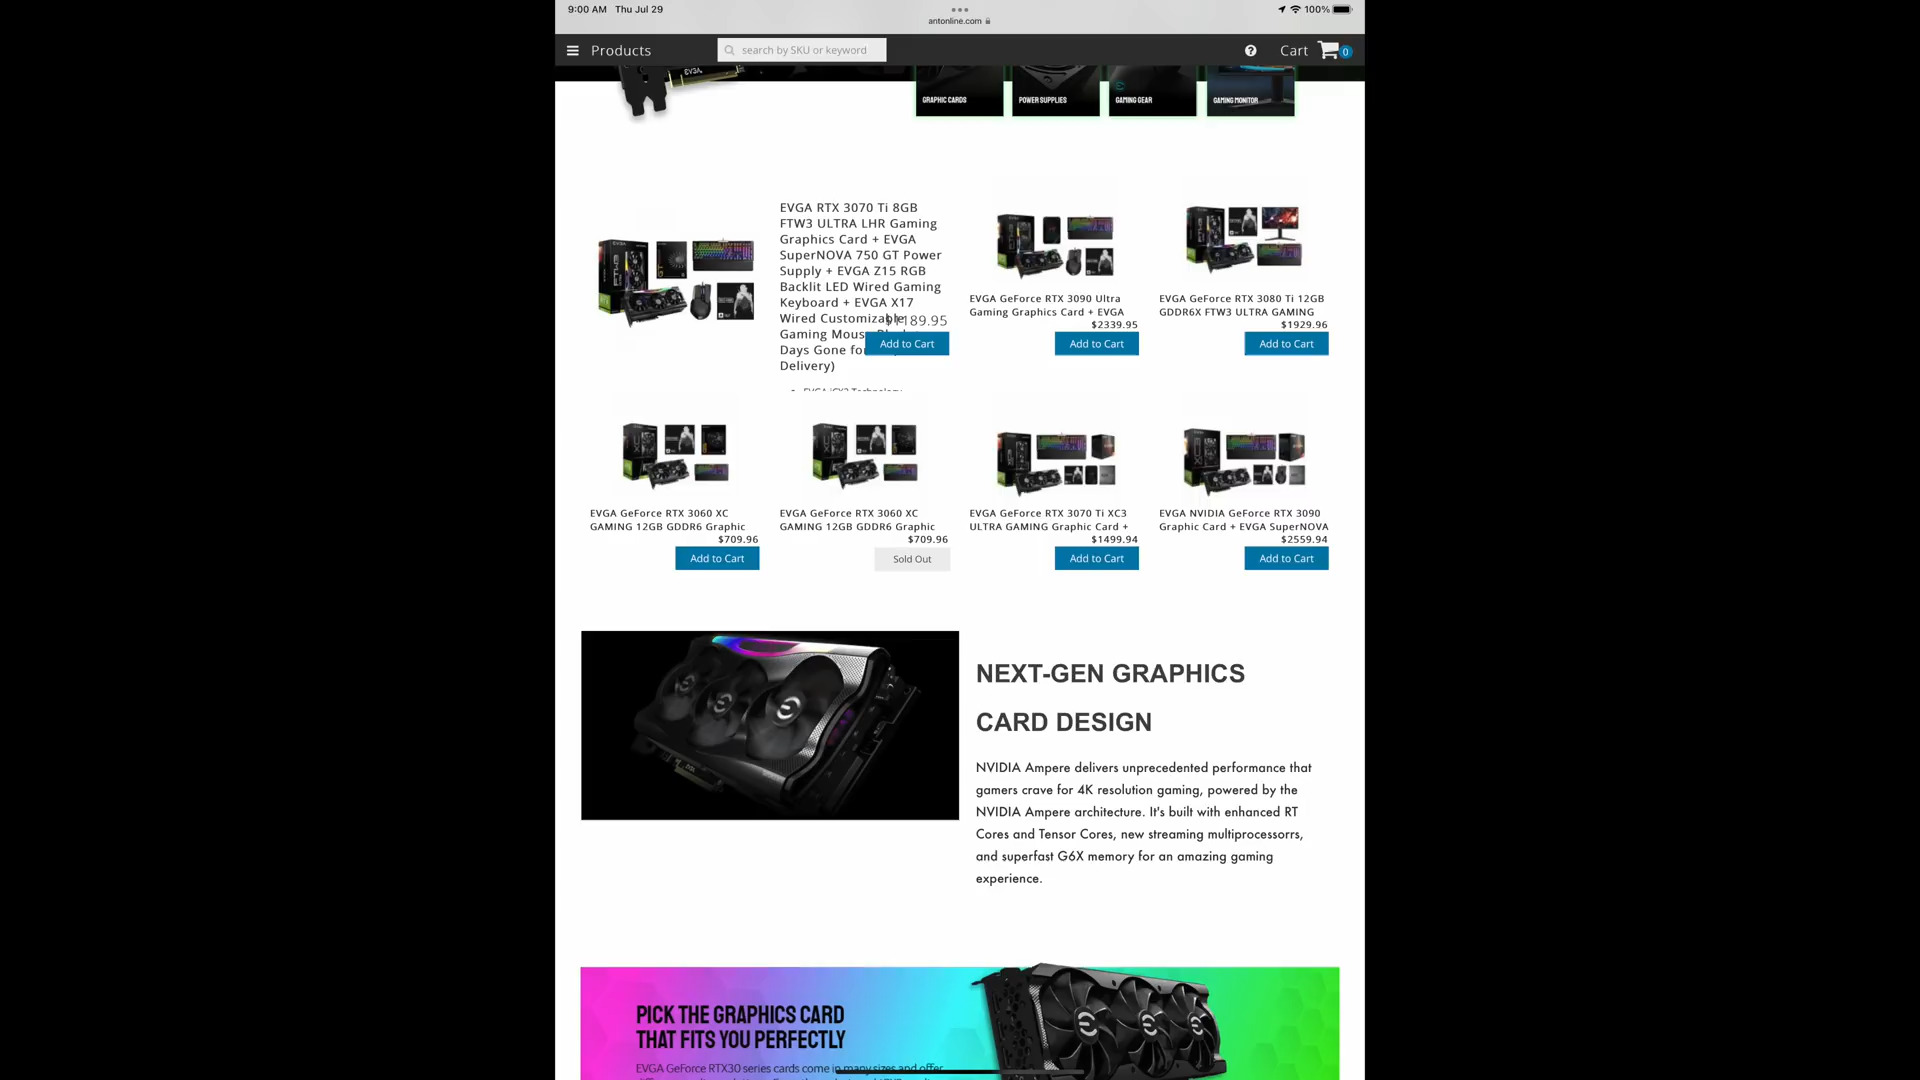 9:00 AM Thu Jul 29
100%
antonline.com
Products
search by SKU or keyword
Cart
0
EVGA
GRAPHIC CARDS
POWER SUPPLIES
GAMING GEAR
GAMING MONITOR
EVGA RTX 3070 Ti 8GB
FTW3 ULTRA LHR Gaming
Graphics Card + EVGA
SuperNOVA 750 GT Power
Supply + EVGA Z15 RGB
Backlit LED Wired Gaming
Keyboard + EVGA X17
Wired Customizable
Gaming Mous
Days Gone fo
Delivery)
$1189.95
Add to Cart
EVGA GeForce RTX 3090 Ultra
Gaming Graphics Card + EVGA
$2339.95
Add to Cart
EVGA GeForce RTX 3080 Ti 12GB
GDDR6X FTW3 ULTRA GAMING
$1929.96
Add to Cart
EVGA GeForce RTX 3060 XC
GAMING 12GB GDDR6 Graphic
$709.96
Add to Cart
EVGA GeForce RTX 3060 XC
GAMING 12GB GDDR6 Graphic
$709.96
Sold Out
EVGA GeForce RTX 3070 Ti XC3
ULTRA GAMING Graphic Card +
$1499.94
Add to Cart
EVGA NVIDIA GeForce RTX 3090
Graphic Card + EVGA SuperNOVA
$2559.94
Add to Cart
NEXT-GEN GRAPHICS
CARD DESIGN
NVIDIA Ampere delivers unprecedented performance that
gamers crave for 4K resolution gaming, powered by the
NVIDIA Ampere architecture. It's built with enhanced RT
Cores and Tensor Cores, new streaming multiprocessorrs,
and superfast G6X memory for an amazing gaming
experience.
PICK THE GRAPHICS CARD
THAT FITS YOU PERFECTLY
EVGA GeForce RTX30 series cards come in many sizes and offer